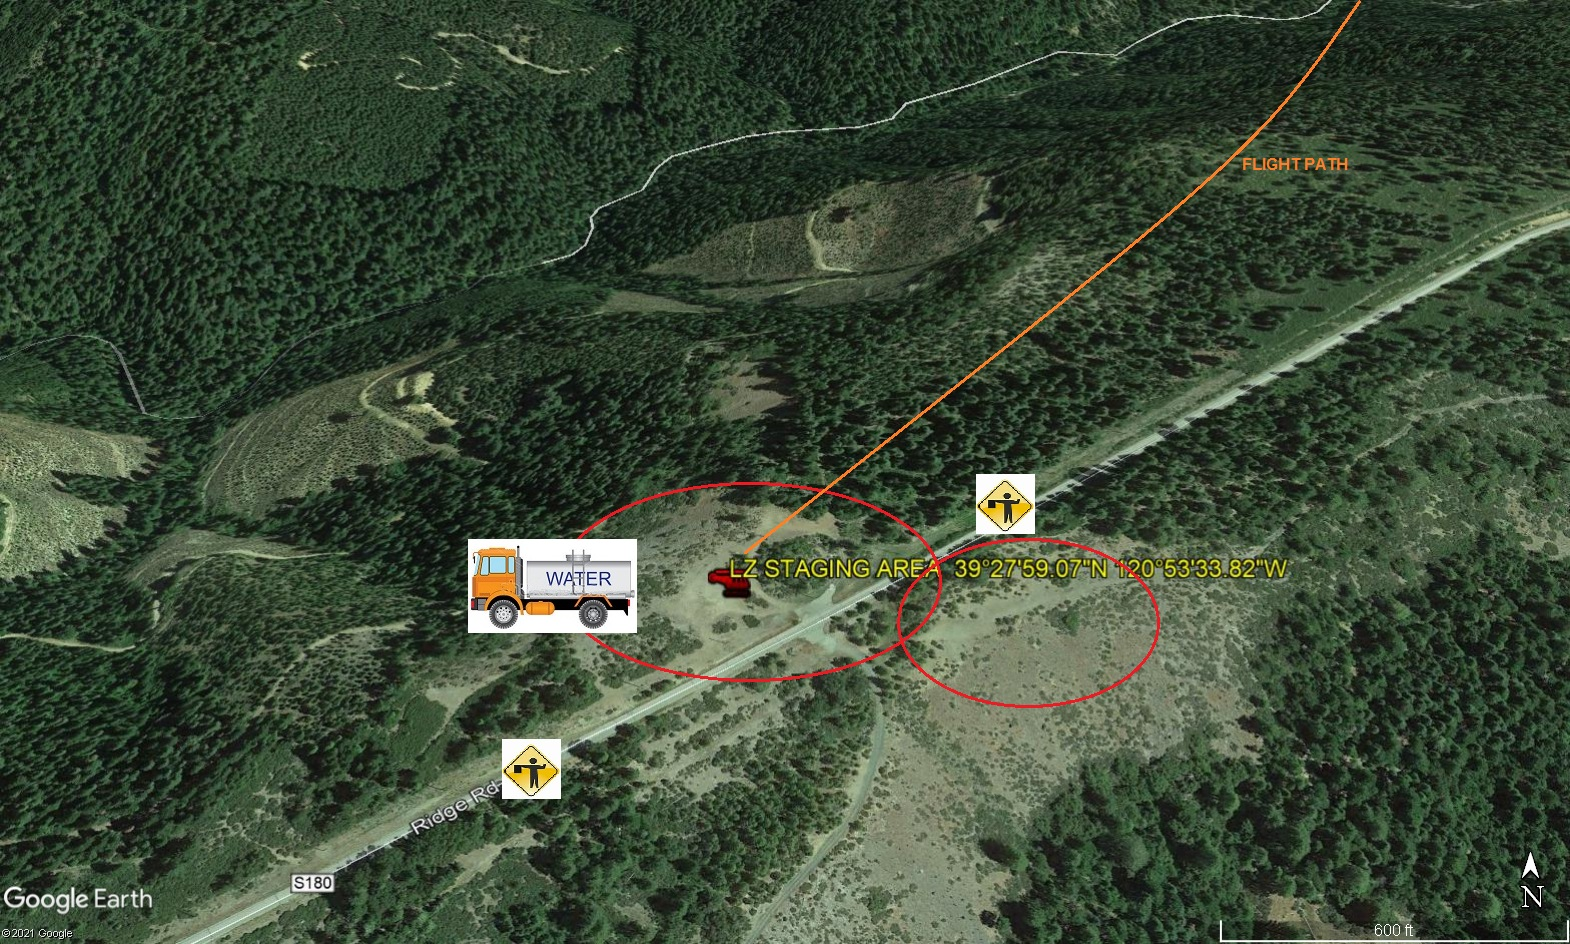 FLIGHT PATH
LZ STAGING AREA 39°27'59.07"N 120°53'33.82"W
WATER
Ridge Rd
S180
Google Earth
©2021 Google
N
600 ft